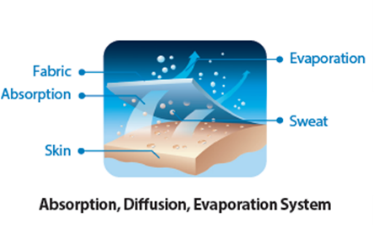 Evaporation
Fabric
Absorption
Sweat
Skin
Absorption, Diffusion, Evaporation System